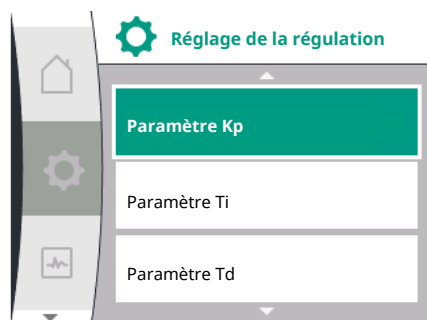 Réglage de la régulation
Paramètre Kp
Paramètre Ti
Paramètre Td